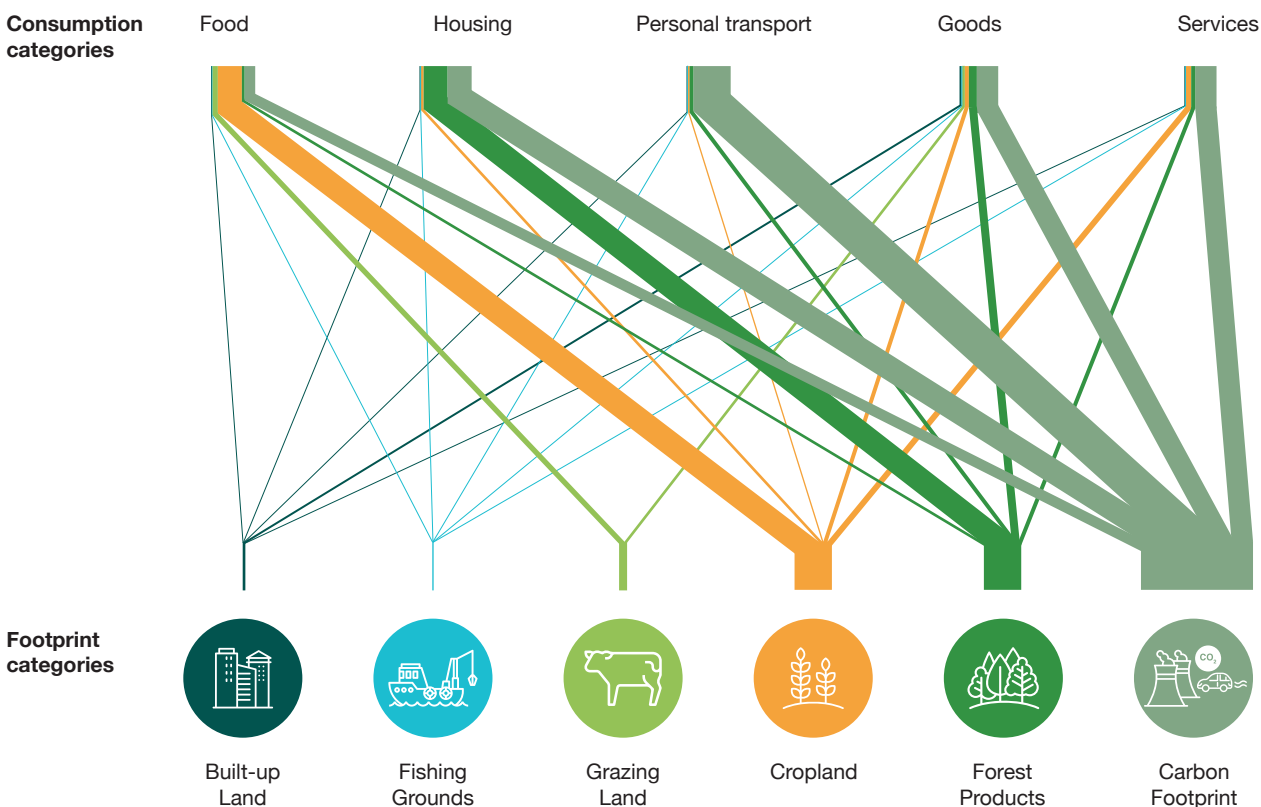 Consumption
categories
Food
Housing
Personal transport
Goods
Services
Footprint
categories
CO₂
Built-up
Land
Fishing
Grounds
Grazing
Land
Cropland
Forest
Products
Carbon
Footprint